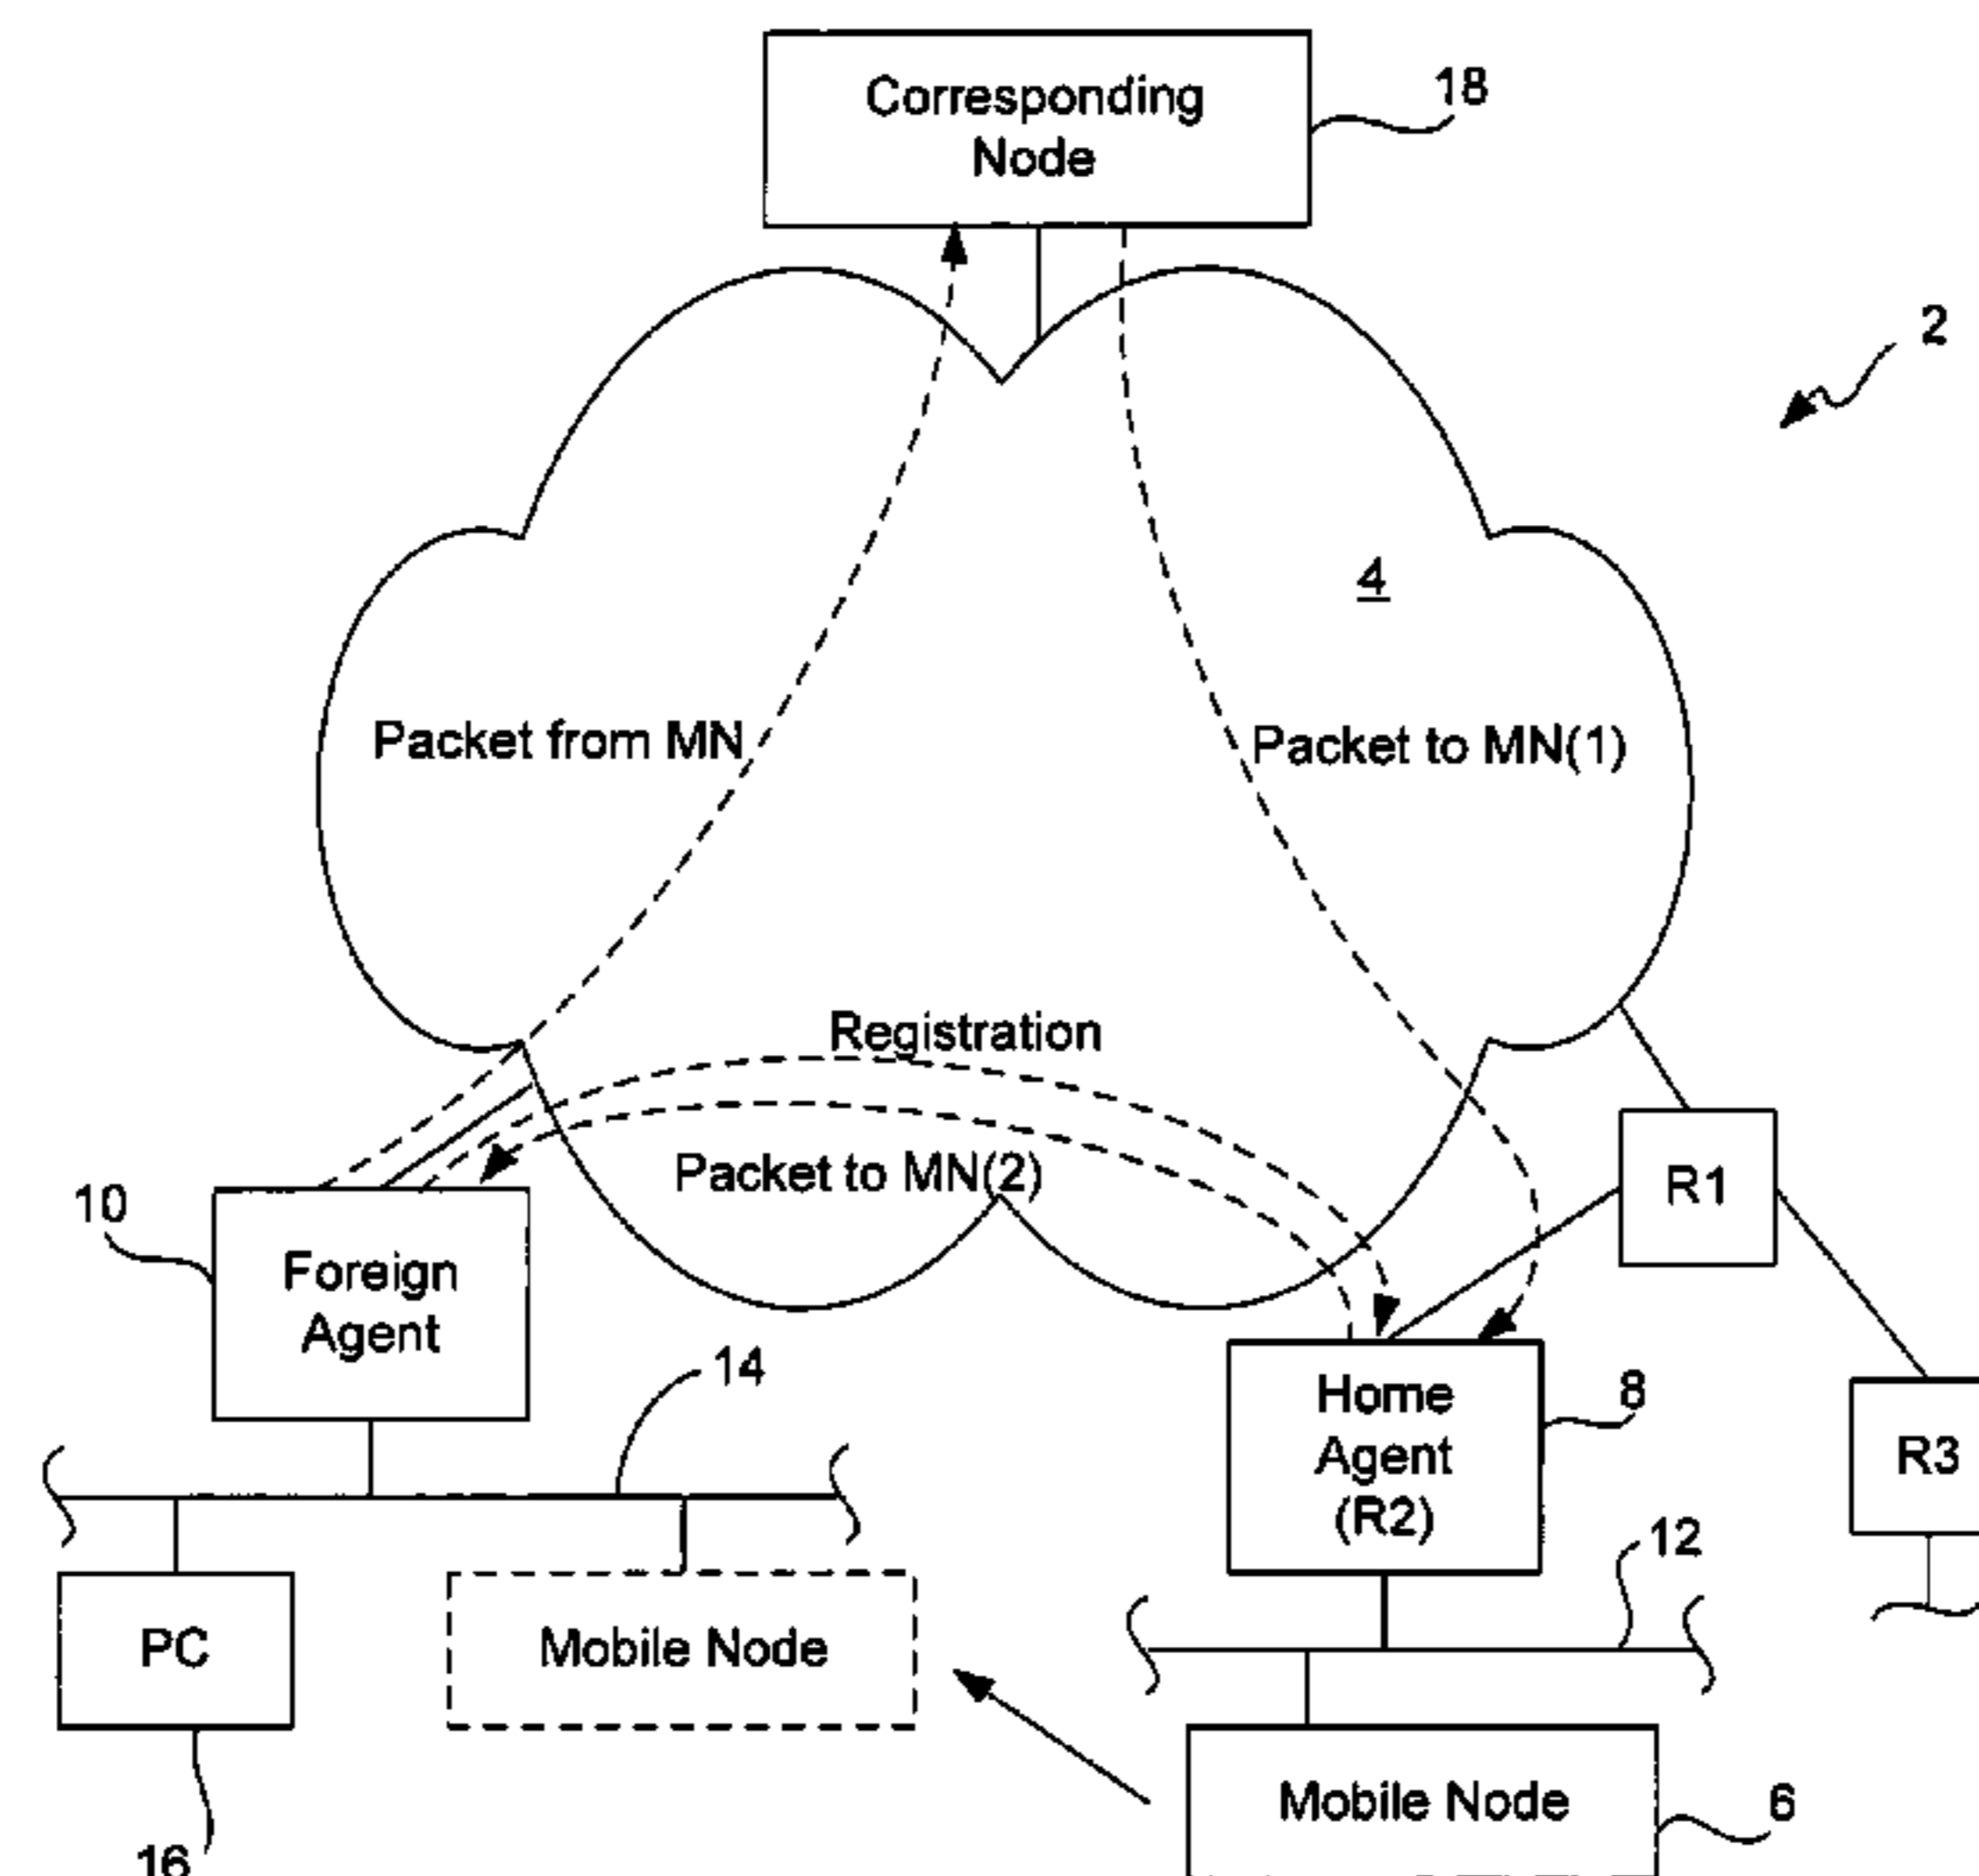 Corresponding
Node
18
2
4
Packet from MN
Packet to MN(1)
Registration
Packet to MN(2)
R1
10
Foreign
Agent
14
Home
Agent
(R2)
8
R3
12
PC
Mobile Node
Mobile Node
6
16